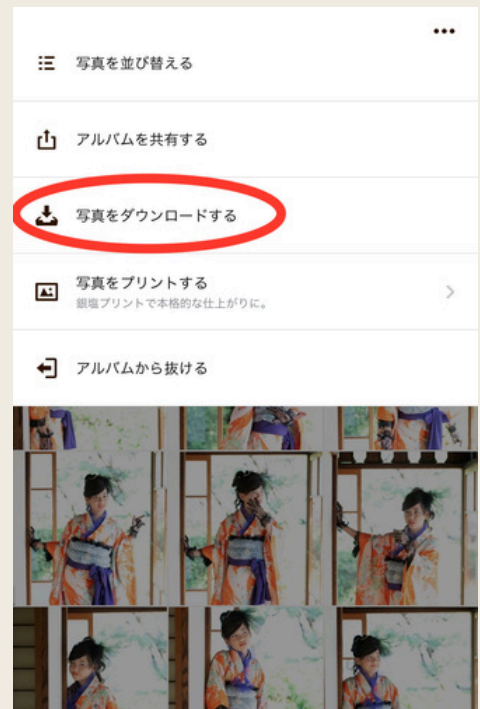 写真を並び替える
アルバムを共有する
写真をダウンロードする
写真をプリントする
銀塩プリントで本格的な仕上がりに。
アルバムから抜ける